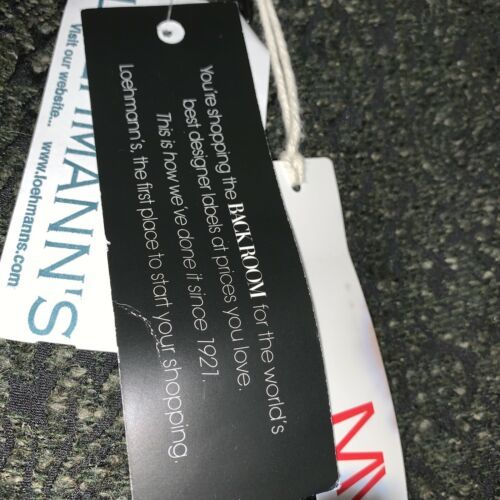 You're shopping the BACK ROOM for the world's
best designer labels at prices you love.
This is how we've done it since 1921.
Loehmann's, the first place to start your shopping.
HMANN'S
Visit our website... www.loehmanns.com
M